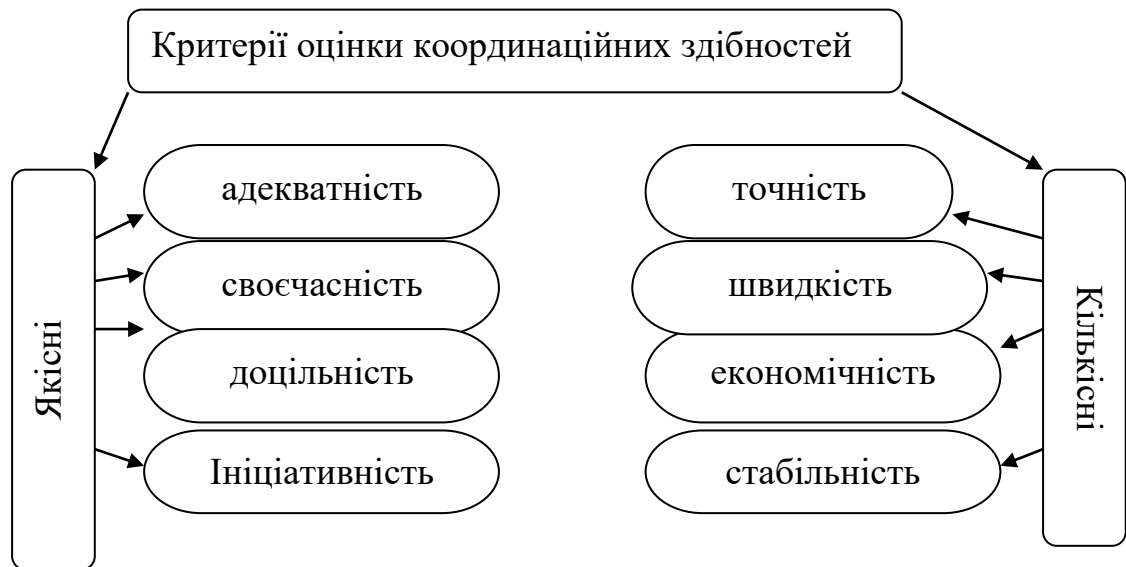 Критерії оцінки координаційних здібностей
Якісні
адекватність
своєчасність
доцільність
Ініціативність
Кількісні
точність
швидкість
економічність
стабільність